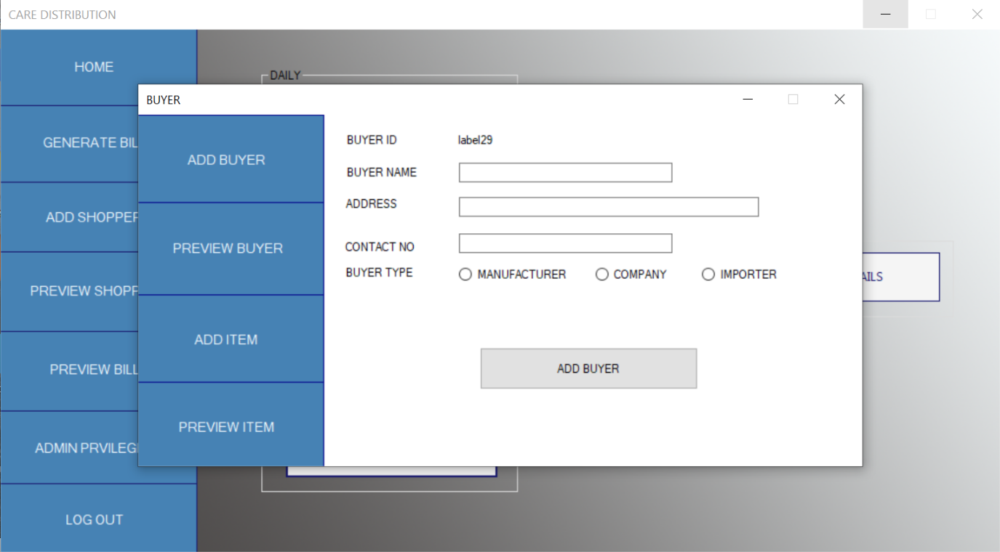 CARE DISTRIBUTION
HOME
GENERATE BIL
ADD SHOPPER
PREVIEW SHOPP
PREVIEW BILL
ADMIN PRVILEG
LOG OUT
DAILY
AILS
BUYER
ADD BUYER
PREVIEW BUYER
ADD ITEM
PREVIEW ITEM
BUYER ID label29
BUYER NAME
ADDRESS
CONTACT NO
BUYER TYPE MANUFACTURER COMPANY IMPORTER
ADD BUYER